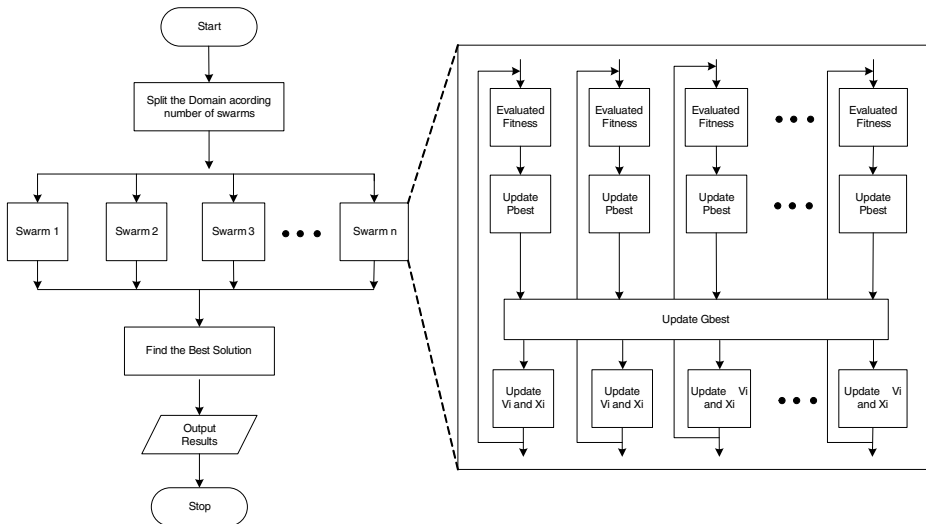 Start
Split the Domain acording
number of swarms
Swarm 1
Swarm 2
Swarm 3
Swarm n
Find the Best Solution
Output
Results
Stop
Evaluated
Fitness
Evaluated
Fitness
Evaluated
Fitness
Evaluated
Fitness
Update
Pbest
Update
Pbest
Update
Pbest
Update
Pbest
Update Gbest
Update
Vi and Xi
Update
Vi and Xi
Update Vi
and Xi
Update Vi
and Xi